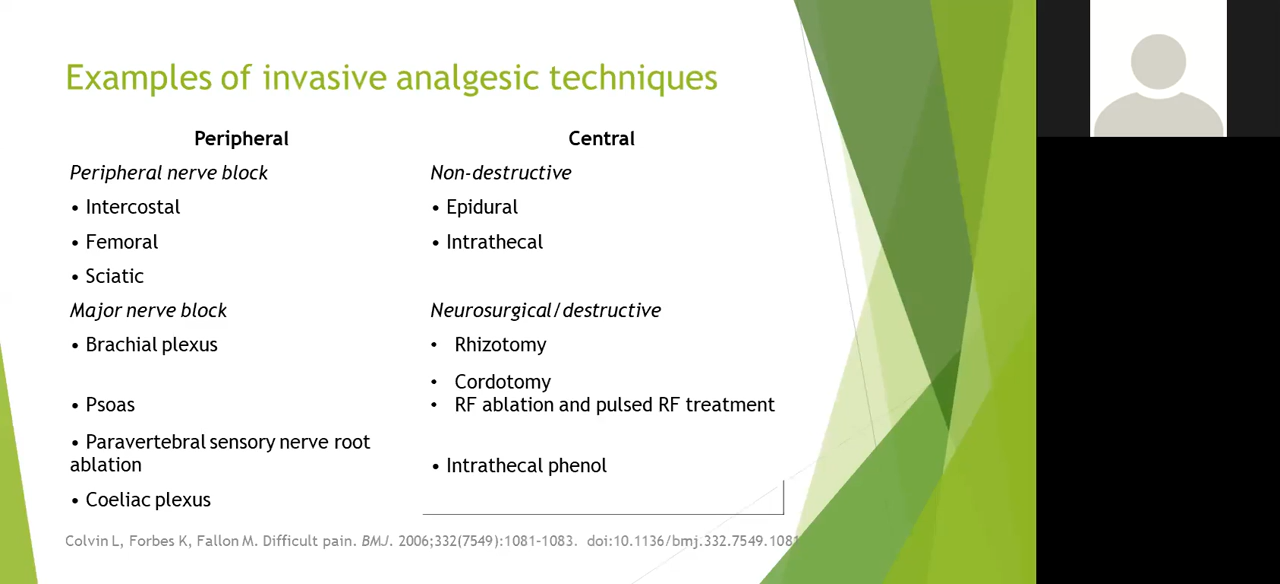 Examples of invasive analgesic techniques
Peripheral
Central
Peripheral nerve block
Non-destructive
• Intercostal
• Epidural
• Femoral
• Intrathecal
• Sciatic
Major nerve block
Neurosurgical/destructive
• Brachial plexus
• Rhizotomy
• Cordotomy
• Psoas
• RF ablation and pulsed RF treatment
• Paravertebral sensory nerve root
ablation
• Intrathecal phenol
• Coeliac plexus
Colvin L, Forbes K, Fallon M. Difficult pain. BMJ. 2006;332(7549):1081-1083. doi:10.1136/bmj.332.7549.1081